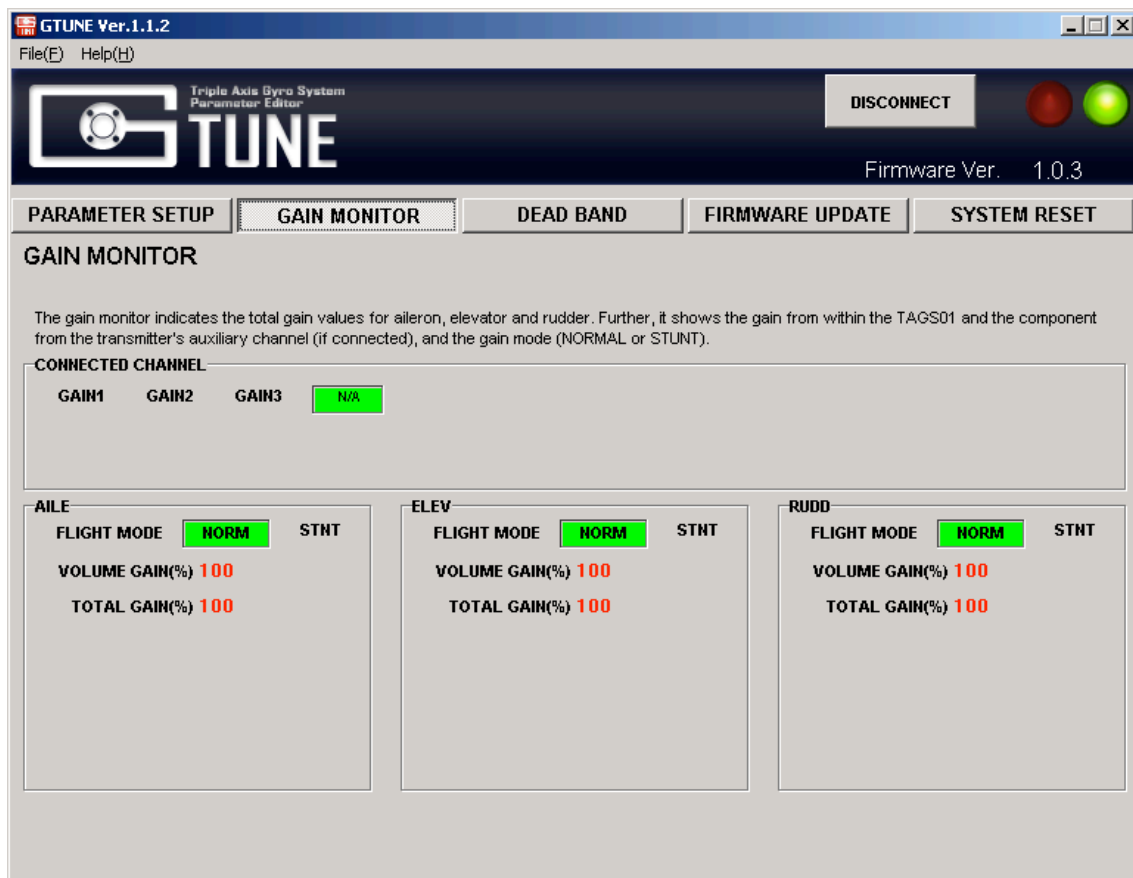 GTUNE Ver.1.1.2
File(F) Help(H)
Triple Axis Gyro System
Parameter Editor
G TUNE
DISCONNECT
Firmware Ver. 1.0.3
PARAMETER SETUP GAIN MONITOR DEAD BAND FIRMWARE UPDATE SYSTEM RESET
GAIN MONITOR
The gain monitor indicates the total gain values for aileron, elevator and rudder. Further, it shows the gain from within the TAGS01 and the component
from the transmitter's auxiliary channel (if connected), and the gain mode (NORMAL or STUNT).
CONNECTED CHANNEL
GAIN1 GAIN2 GAIN3 N/A
AILE
FLIGHT MODE NORM STNT
VOLUME GAIN(%) 100
TOTAL GAIN(%) 100
ELEV
FLIGHT MODE NORM STNT
VOLUME GAIN(%) 100
TOTAL GAIN(%) 100
RUDD
FLIGHT MODE NORM STNT
VOLUME GAIN(%) 100
TOTAL GAIN(%) 100